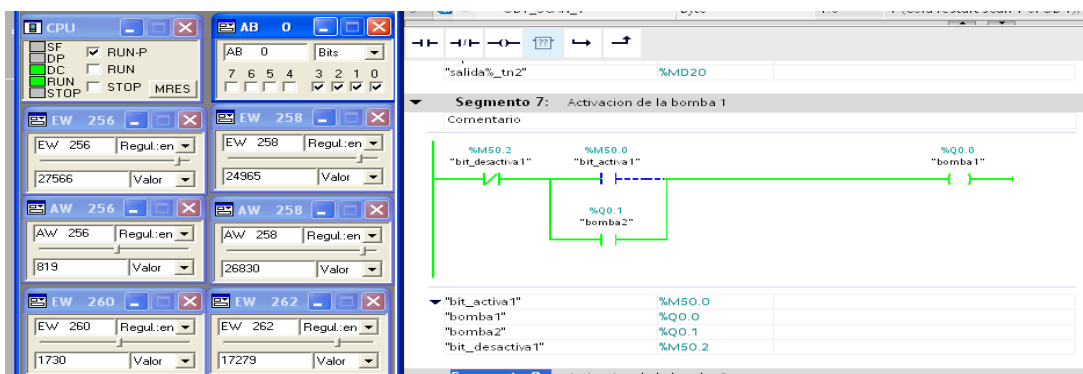 CPU
SF
DP
DC
RUN
STOP
RUN-P
RUN
STOP
MRES
AB 0
AB 0 Bits
7 6 5 4 3 2 1 0
EW 256
EW 256 Regul.:en
27566 Valor
EW 258
EW 258 Regul.:en
24965 Valor
AW 256
AW 256 Regul.:en
819 Valor
AW 258
AW 258 Regul.:en
26830 Valor
EW 260
EW 260 Regul.:en
1730 Valor
EW 262
EW 262 Regul.:en
17279 Valor
??
"salida%_tn2" %MD20
Segmento 7: Activacion de la bomba 1
Comentario
%M50.2 %M50.0 %Q0.0
"bit_desactiva1" "bit_activa1" "bomba1"
%Q0.1
"bomba2"
"bit_activa1" %M50.0
"bomba1" %Q0.0
"bomba2" %Q0.1
"bit_desactiva1" %M50.2